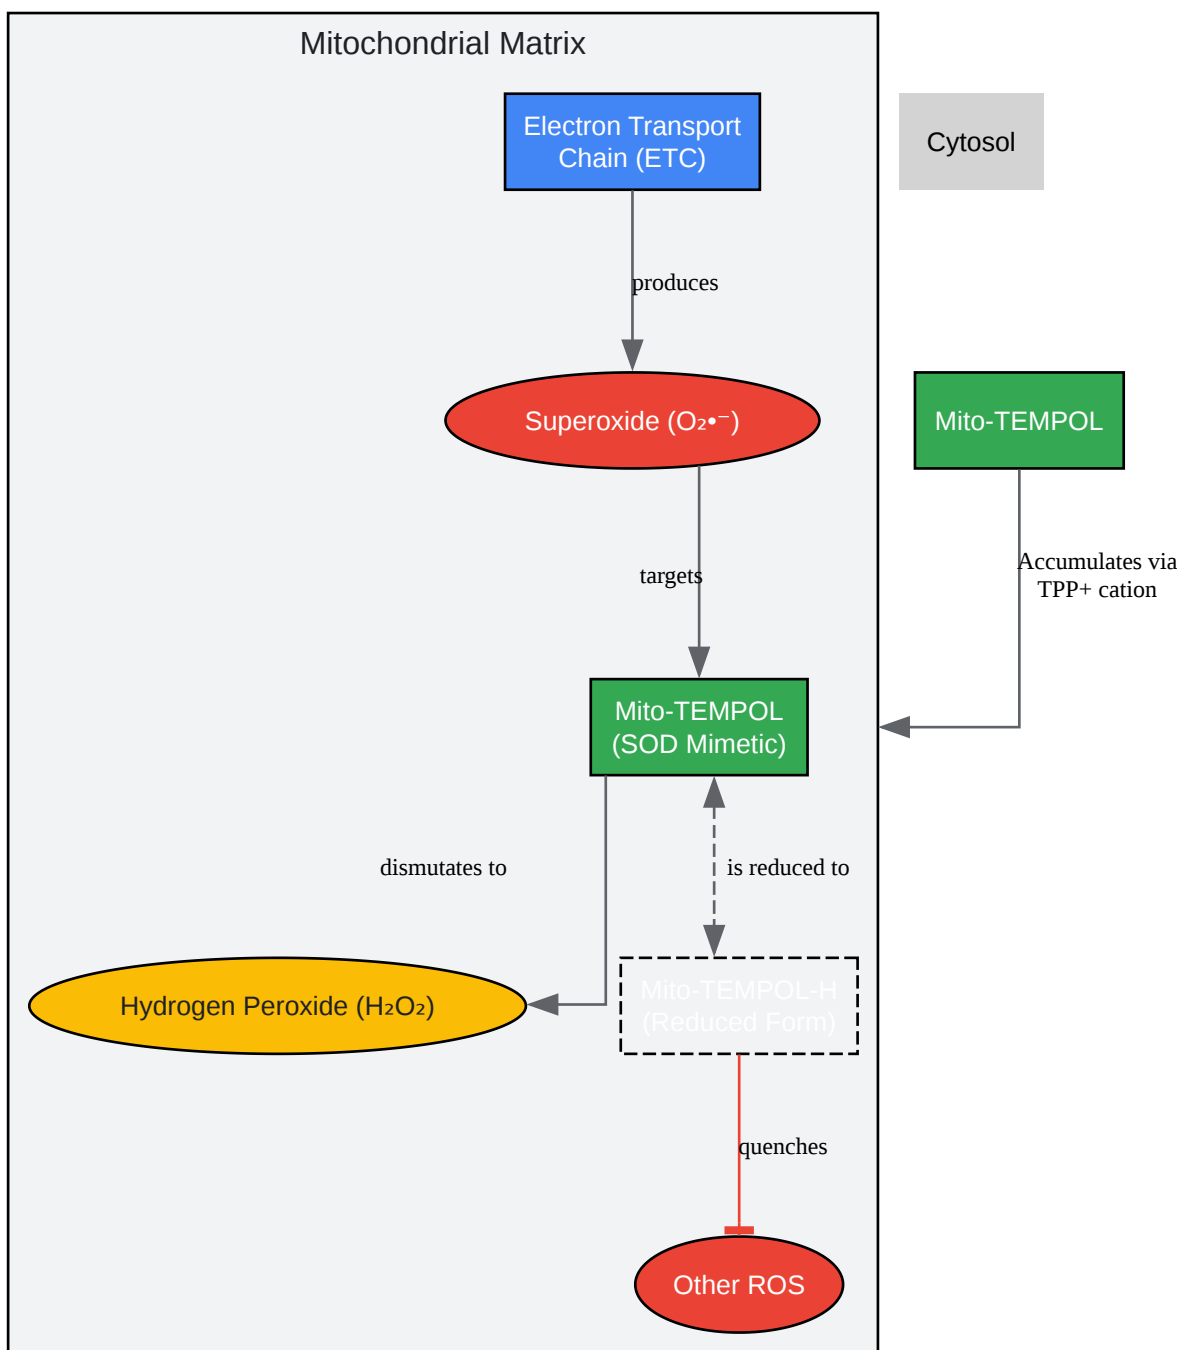 Mitochondrial Matrix
Electron Transport
Chain (ETC)
Cytosol
produces
Superoxide (O₂•⁻)
Mito-TEMPOL
Accumulates via
TPP+ cation
targets
Mito-TEMPOL
(SOD Mimetic)
dismutates to
is reduced to
Hydrogen Peroxide (H₂O₂)
Mito-TEMPOL-H
(Reduced Form)
quenches
Other ROS